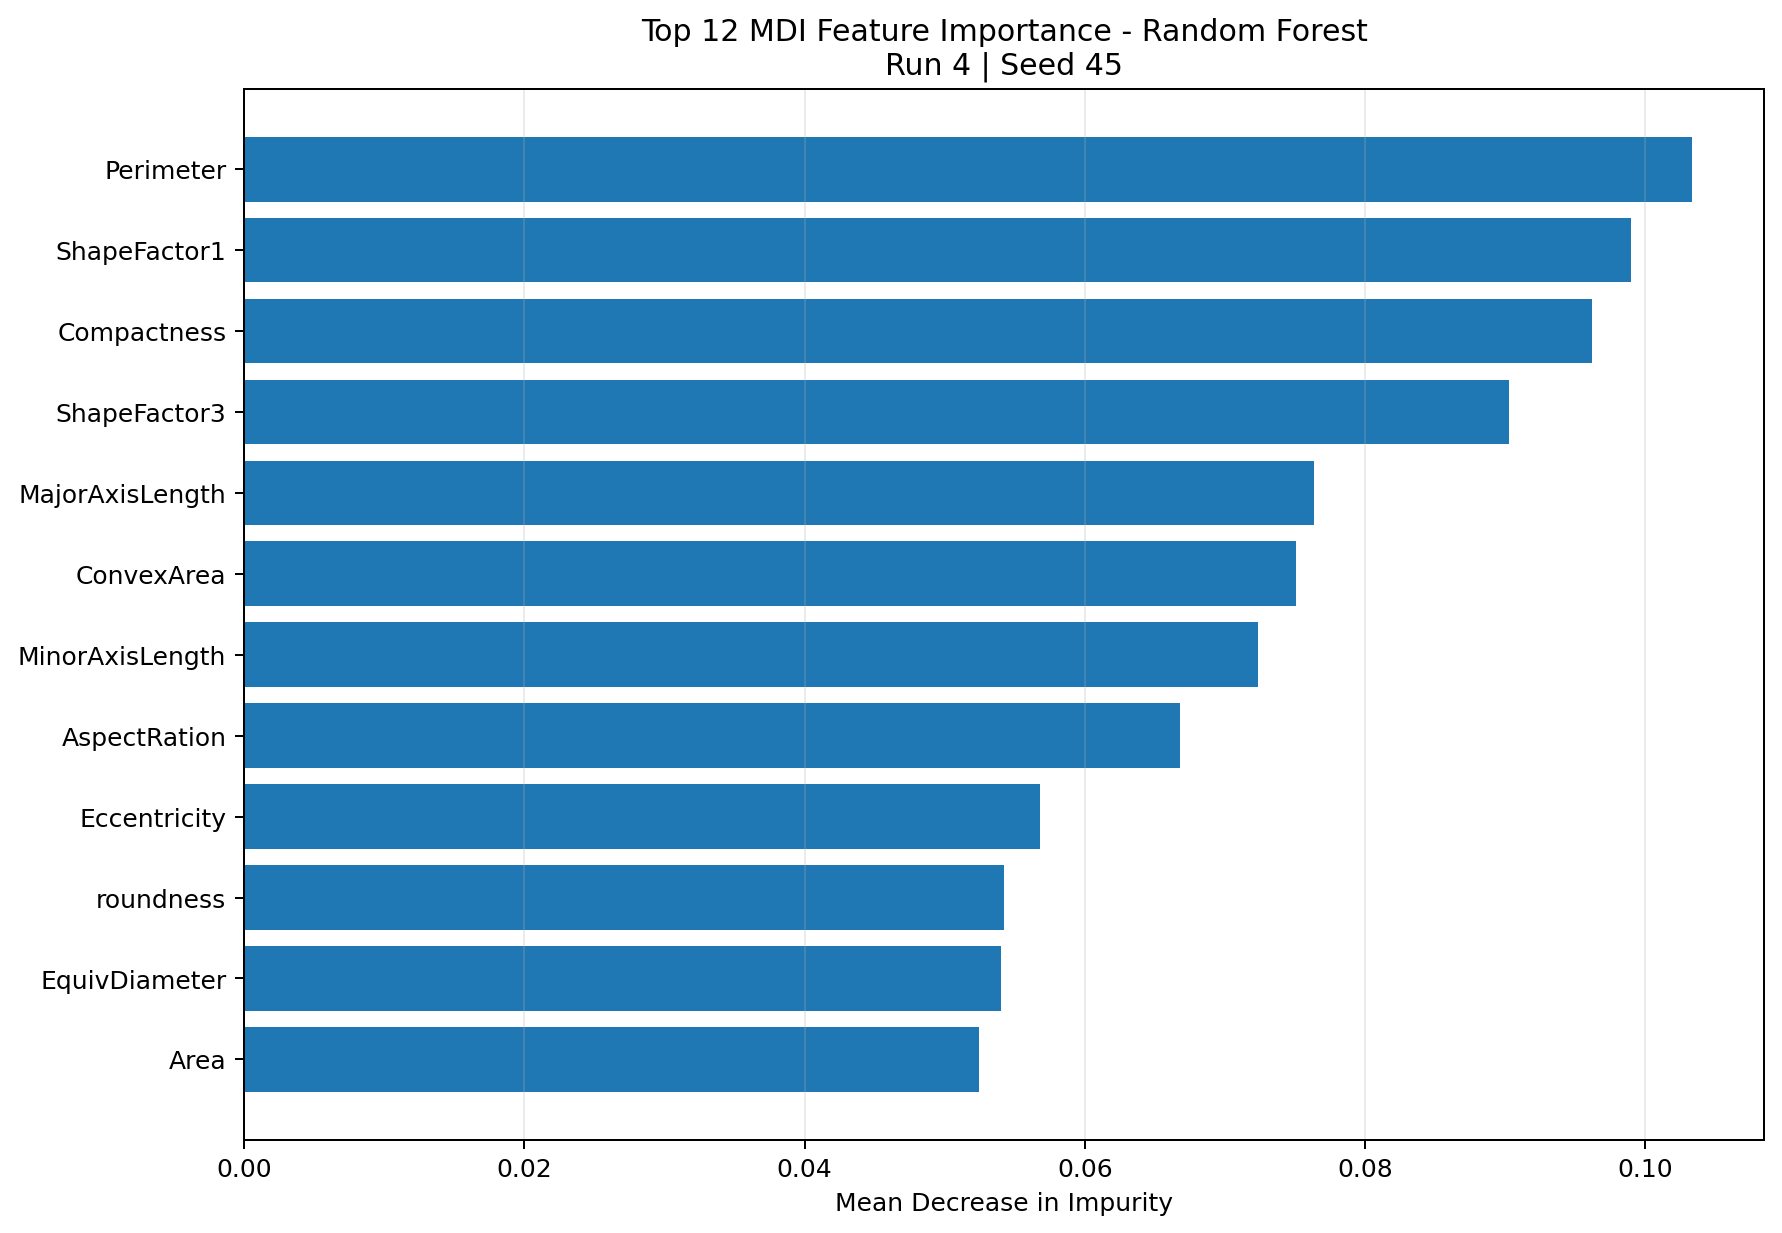 Top 12 MDI Feature Importance - Random Forest
Run 4 | Seed 45
Perimeter
ShapeFactor1
Compactness
ShapeFactor3
MajorAxisLength
ConvexArea
MinorAxisLength
AspectRation
Eccentricity
roundness
EquivDiameter
Area
0.00 0.02 0.04 0.06 0.08 0.10
Mean Decrease in Impurity